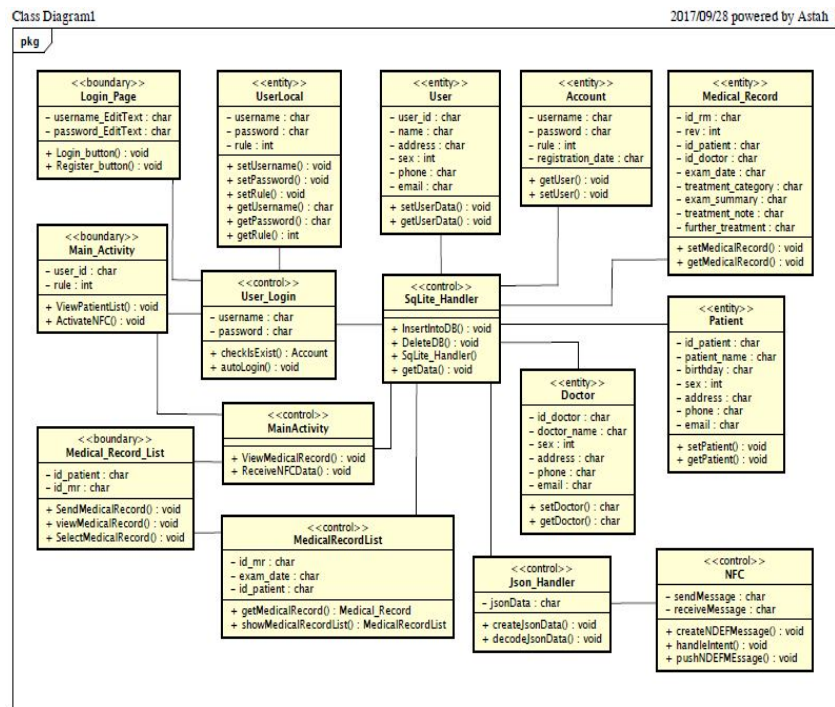 Class Diagram1
2017/09/28 powered by Astah
pkg
<<boundary>>
Login_Page
- username_EditText : char
- password_EditText : char
+ Login_button() : void
+ Register_button() : void
<<entity>>
UserLocal
- username : char
- password : char
- rule : int
+ setUsername() : void
+ setPassword() : void
+ setRule() : void
+ getUsername() : char
+ getPassword() : char
+ getRule() : int
<<entity>>
User
- user_id : char
- name : char
- address : char
- sex : int
- phone : char
- email : char
+ setUserData() : void
+ getUserData() : void
<<entity>>
Account
- username : char
- password : char
- rule : int
- registration_date : char
+ getUser() : void
+ setUser() : void
<<entity>>
Medical_Record
- id_rm : char
- rev : int
- id_patient : char
- id_doctor : char
- exam_date : char
- treatment_category : char
- exam_summary : char
- treatment_note : char
- further_treatment : char
+ setMedicalRecord() : void
+ getMedicalRecord() : void
<<boundary>>
Main_Activity
- user_id : char
- rule : int
+ ViewPatientList() : void
+ ActivateNFC() : void
<<control>>
User_Login
- username : char
- password : char
+ checkIsExist() : Account
+ autoLogin() : void
<<control>>
SqLite_Handler
+ InsertIntoDB() : void
+ DeleteDB() : void
+ SqLite_Handler()
+ getData() : void
<<entity>>
Patient
- id_patient : char
- patient_name : char
- birthday : char
- sex : int
- address : char
- phone : char
- email : char
+ setPatient() : void
+ getPatient() : void
<<entity>>
Doctor
- id_doctor : char
- doctor_name : char
- sex : int
- address : char
- phone : char
- email : char
+ setDoctor() : char
+ getDoctor() : char
<<control>>
MainActivity
+ ViewMedicalRecord() : void
+ ReceiveNFCData() : void
<<boundary>>
Medical_Record_List
- id_patient : char
- id_mr : char
+ SendMedicalRecord() : void
+ viewMedicalRecord() : void
+ SelectMedicalRecord() : void
<<control>>
MedicalRecordList
- id_mr : char
- exam_date : char
- id_patient : char
+ getMedicalRecord() : Medical_Record
+ showMedicalRecordList() : MedicalRecordList
<<control>>
Json_Handler
- jsonData : char
+ createJsonData() : void
+ decodeJsonData() : void
<<control>>
NFC
- sendMessage : char
- receiveMessage : char
+ createNDEFMessage() : void
+ handleIntent() : void
+ pushNDEFMEssage() : void